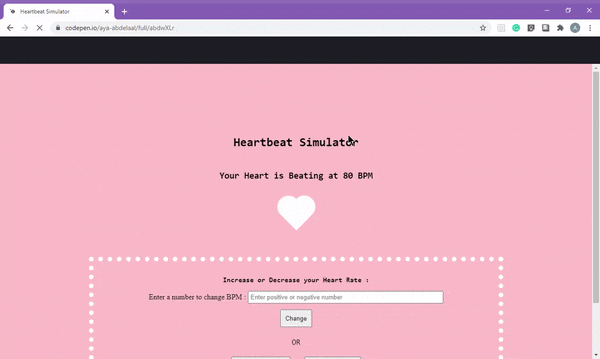 Heartbeat Simulator
codepen.io/aya-abdelaal/full/abdwXLr
Heartbeat Simulator
Your Heart is Beating at 80 BPM
Increase or Decrease your Heart Rate :
Enter a number to change BPM : Enter positive or negative number
Change
OR